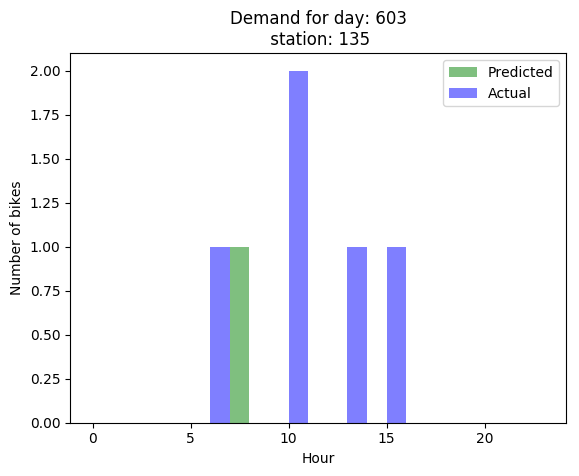 Demand for day: 603
station: 135
Predicted
Actual
2.00
1.75
1.50
1.25
1.00
0.75
0.50
0.25
0.00
Number of bikes
0 5 10 15 20
Hour